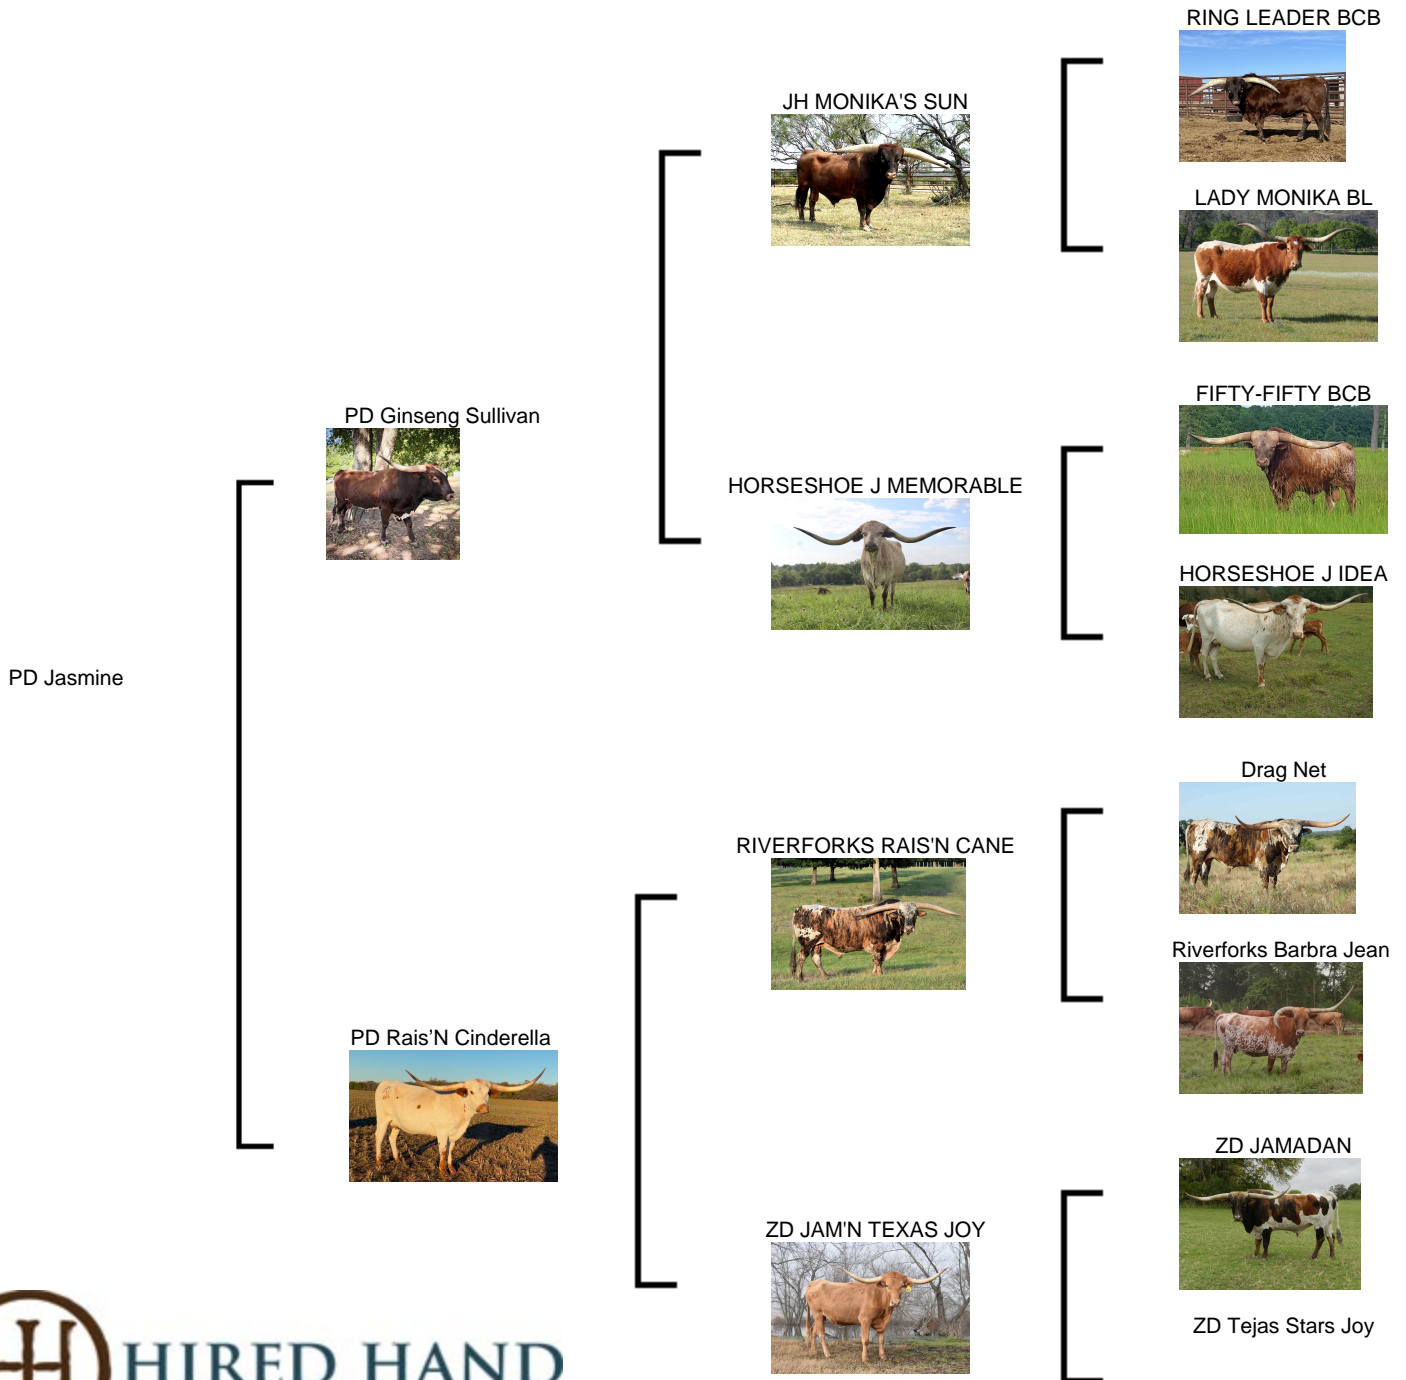 RING LEADER BCB
JH MONIKA'S SUN
LADY MONIKA BL
FIFTY-FIFTY BCB
PD Ginseng Sullivan
HORSESHOE J MEMORABLE
HORSESHOE J IDEA
PD Jasmine
Drag Net
RIVERFORKS RAIS'N CANE
Riverforks Barbra Jean
PD Rais’N Cinderella
ZD JAMADAN
ZD JAM'N TEXAS JOY
ZD Tejas Stars Joy
H HIRED HAND